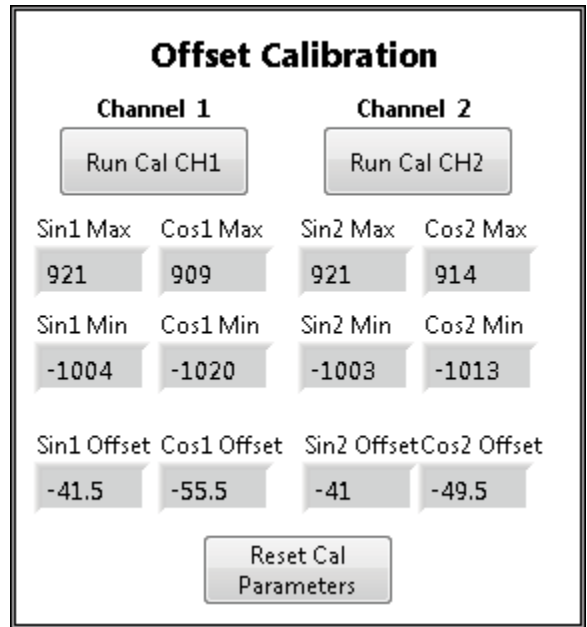 Offset Calibration
Channel 1 Channel 2
Run Cal CH1 Run Cal CH2
Sin1 Max Cos1 Max Sin2 Max Cos2 Max
921 909 921 914
Sin1 Min Cos1 Min Sin2 Min Cos2 Min
-1004 -1020 -1003 -1013
Sin1 Offset Cos1 Offset Sin2 Offset Cos2 Offset
-41.5 -55.5 -41 -49.5
Reset Cal
Parameters